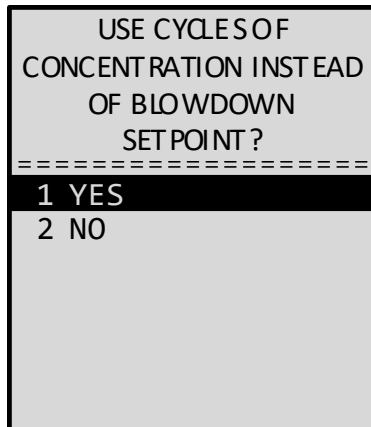 USE CYCLES OF
CONCENTRATION INSTEAD
OF BLOWDOWN
SETPOINT?
===================
1 YES
2 NO